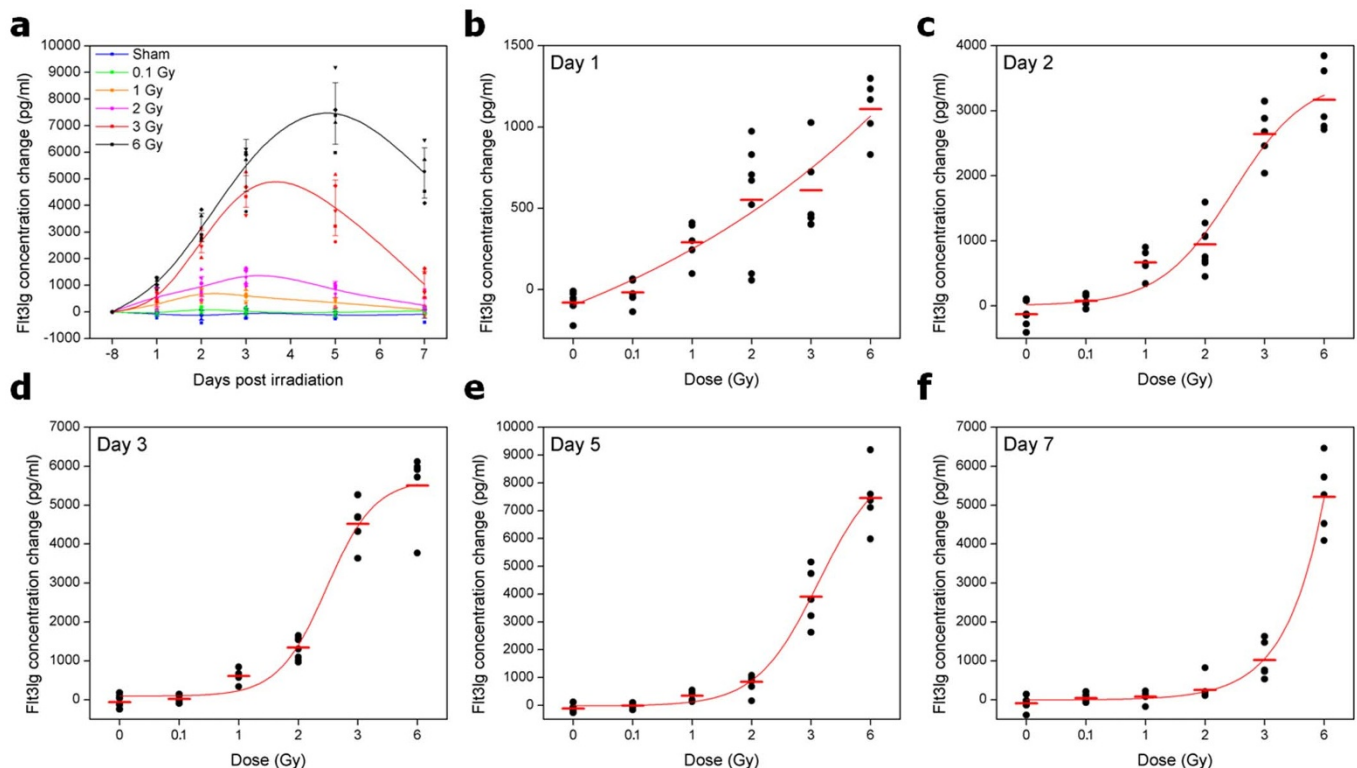 a
Flt3lg concentration change (pg/ml)
10000
9000
8000
7000
6000
5000
4000
3000
2000
1000
0
-1000
Sham
0.1 Gy
1 Gy
2 Gy
3 Gy
6 Gy
-8 1 2 3 4 5 6 7
Days post irradiation
b
Flt3lg concentration change (pg/ml)
1500
1000
500
0
Day 1
0 0.1 1 2 3 6
Dose (Gy)
c
Flt3lg concentration change (pg/ml)
4000
3000
2000
1000
0
Day 2
0 0.1 1 2 3 6
Dose (Gy)
d
Flt3lg concentration change (pg/ml)
7000
6000
5000
4000
3000
2000
1000
0
Day 3
0 0.1 1 2 3 6
Dose (Gy)
e
Flt3lg concentration change (pg/ml)
10000
9000
8000
7000
6000
5000
4000
3000
2000
1000
0
Day 5
0 0.1 1 2 3 6
Dose (Gy)
f
Flt3lg concentration change (pg/ml)
7000
6000
5000
4000
3000
2000
1000
0
Day 7
0 0.1 1 2 3 6
Dose (Gy)